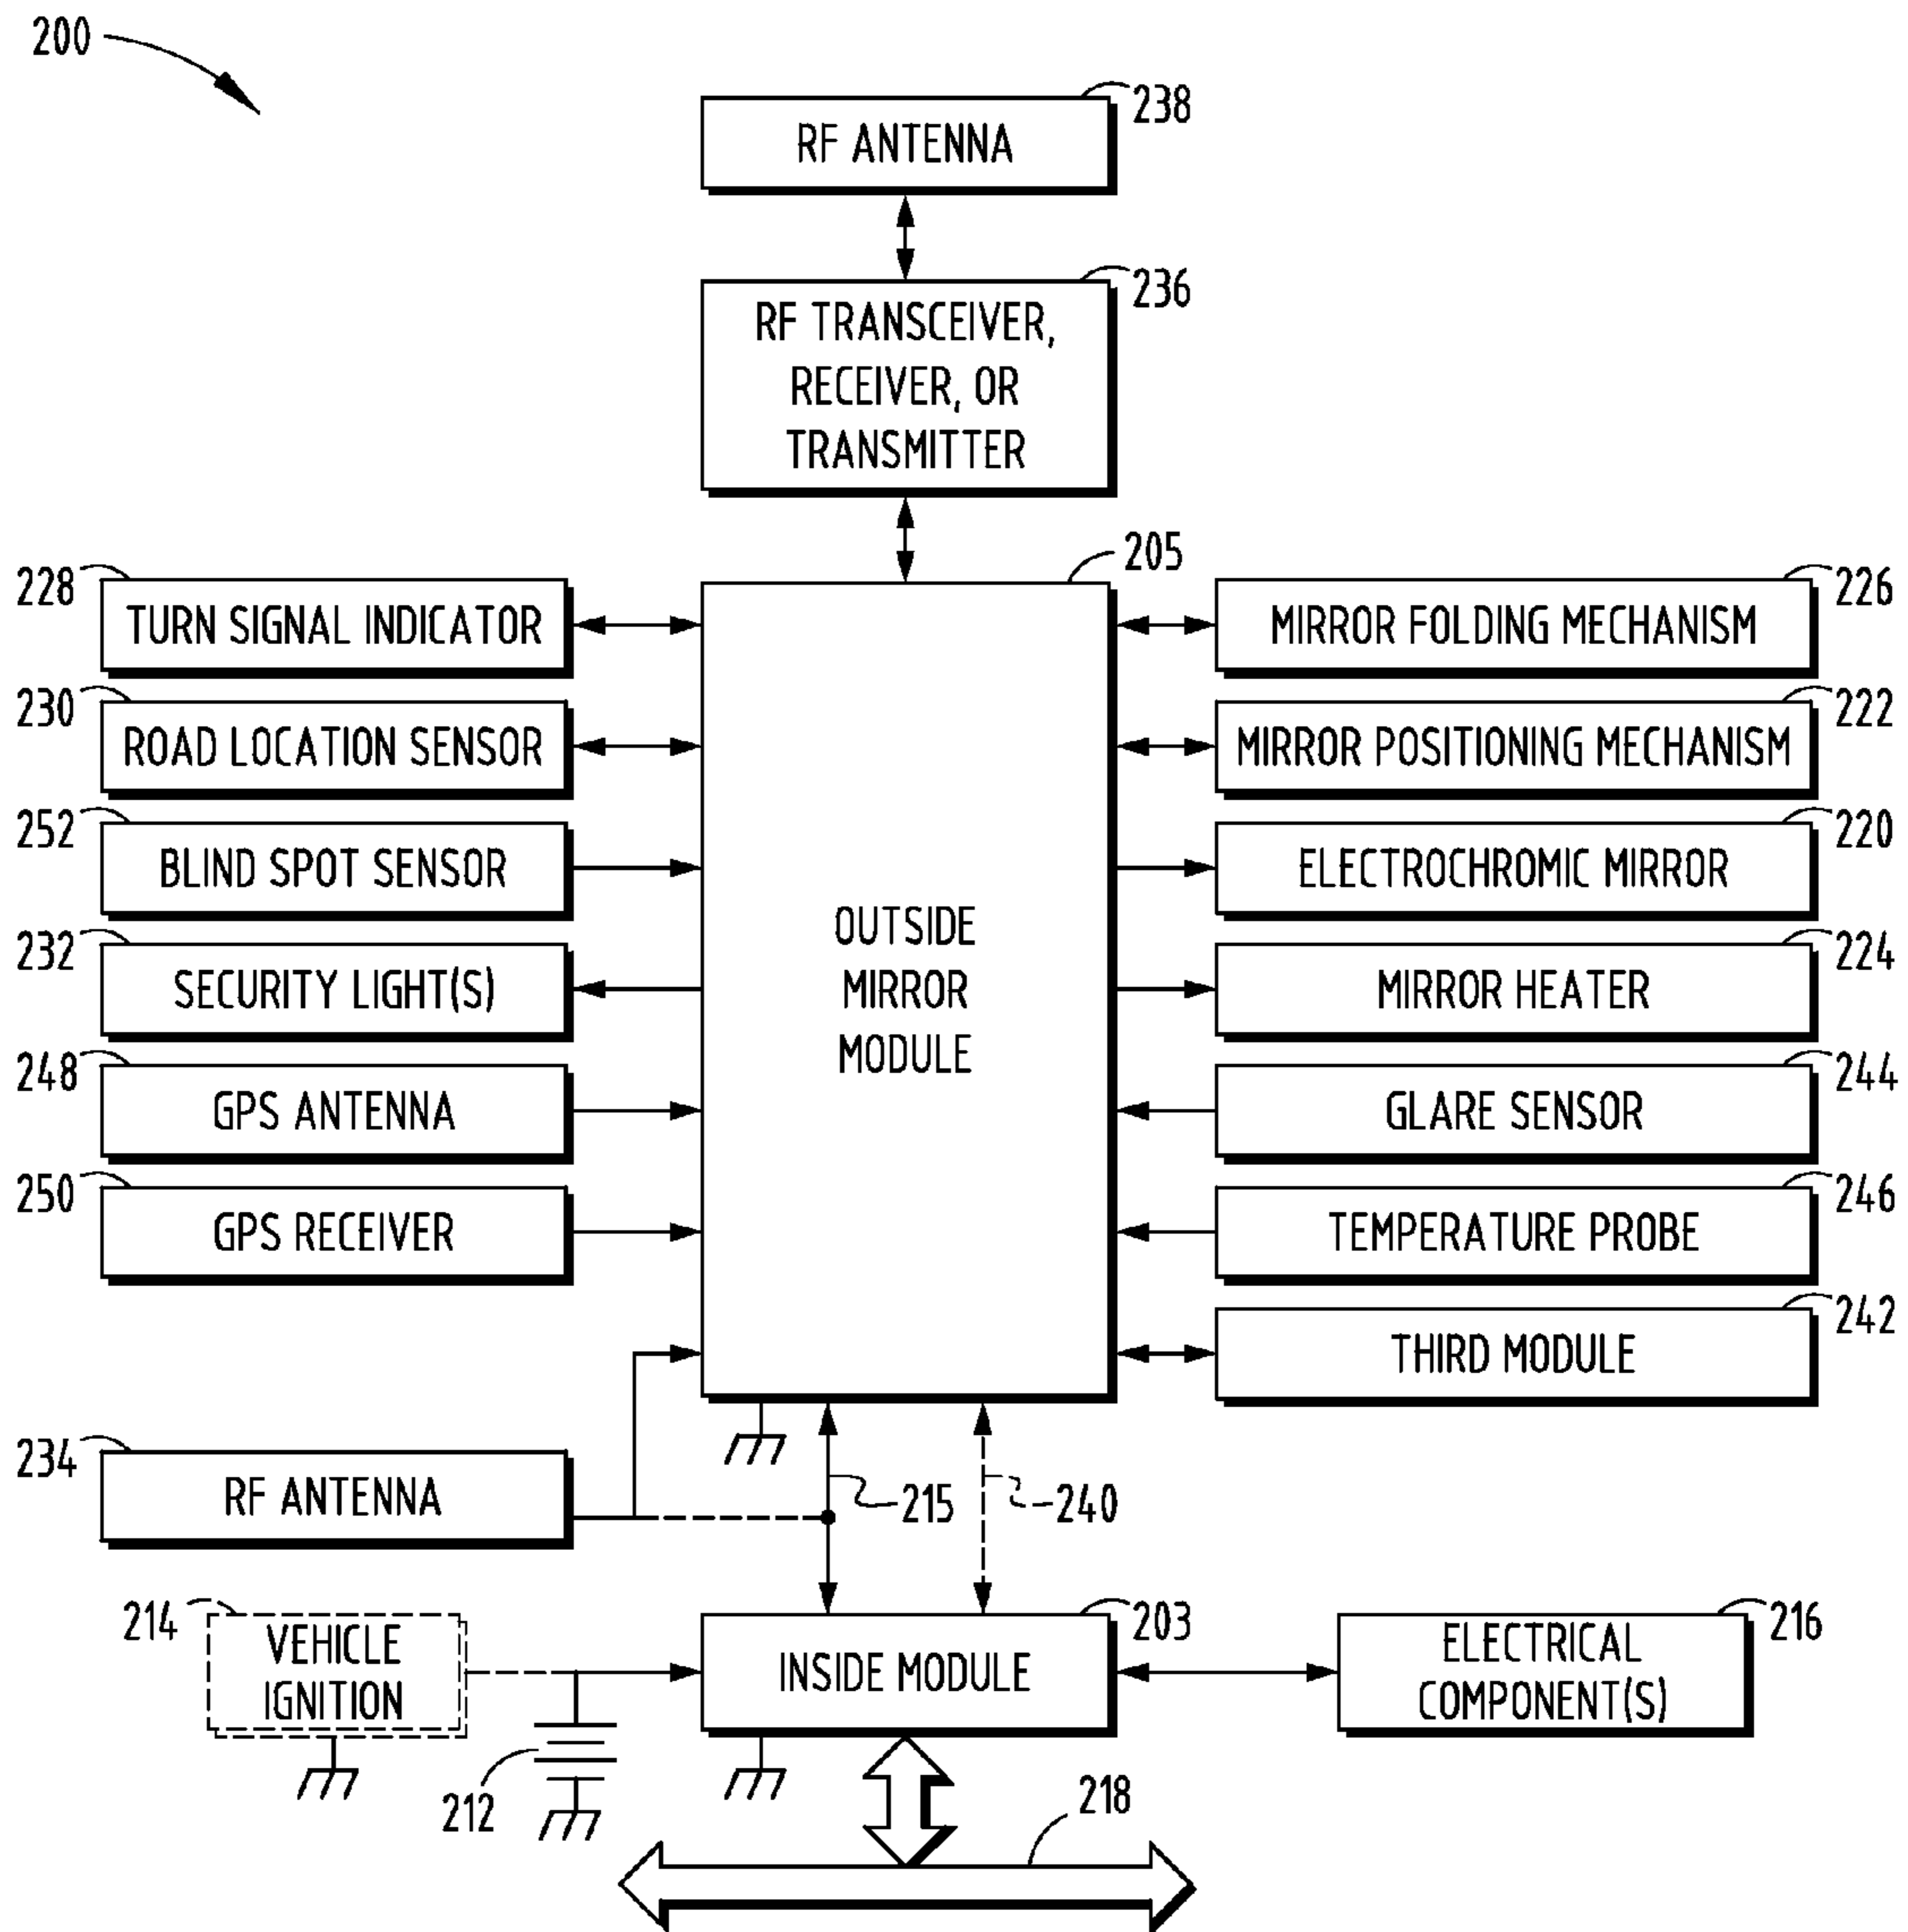 200
238
RF ANTENNA
236
RF TRANSCEIVER,
RECEIVER, OR
TRANSMITTER
205
228
TURN SIGNAL INDICATOR
226
MIRROR FOLDING MECHANISM
230
ROAD LOCATION SENSOR
222
MIRROR POSITIONING MECHANISM
252
BLIND SPOT SENSOR
220
ELECTROCHROMIC MIRROR
OUTSIDE
MIRROR
MODULE
232
SECURITY LIGHT(S)
224
MIRROR HEATER
248
GPS ANTENNA
244
GLARE SENSOR
250
GPS RECEIVER
246
TEMPERATURE PROBE
242
THIRD MODULE
234
RF ANTENNA
215
240
214
VEHICLE
IGNITION
203
INSIDE MODULE
216
ELECTRICAL
COMPONENT(S)
212
218